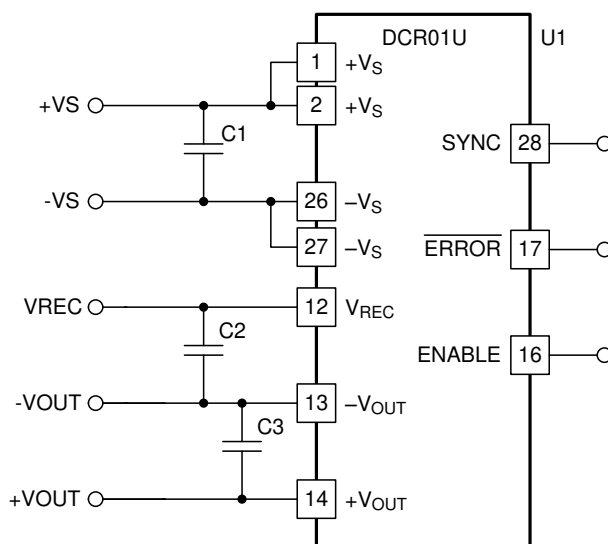 DCR01U U1
1 +VS
+VS 2 +VS
C1
SYNC 28
-VS 26 –VS
27 –VS
ERROR 17
VREC 12 VREC
C2
ENABLE 16
-VOUT 13 –VOUT
C3
+VOUT 14 +VOUT